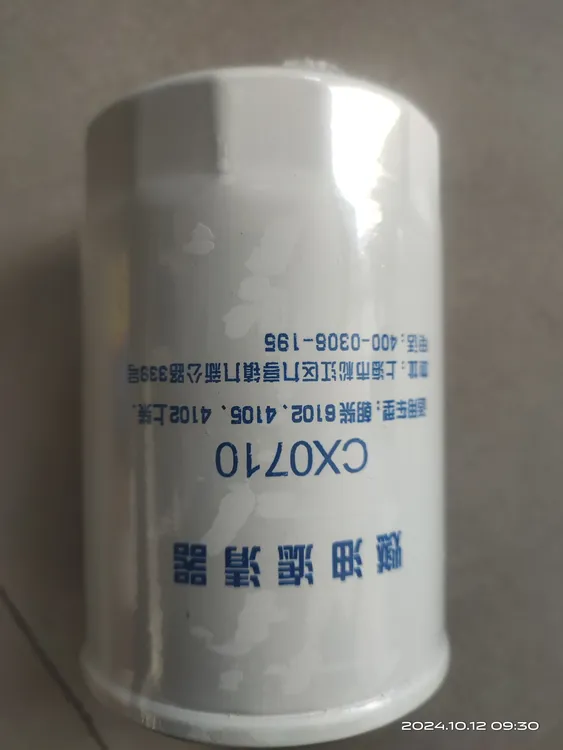 燃油滤清器
CX0710
适用车型：朝柴6102、4105、4102上柴、
地址：上海市松江区九亭镇九新公路339号
电话：400-0306-195
2024.10.12 09:30